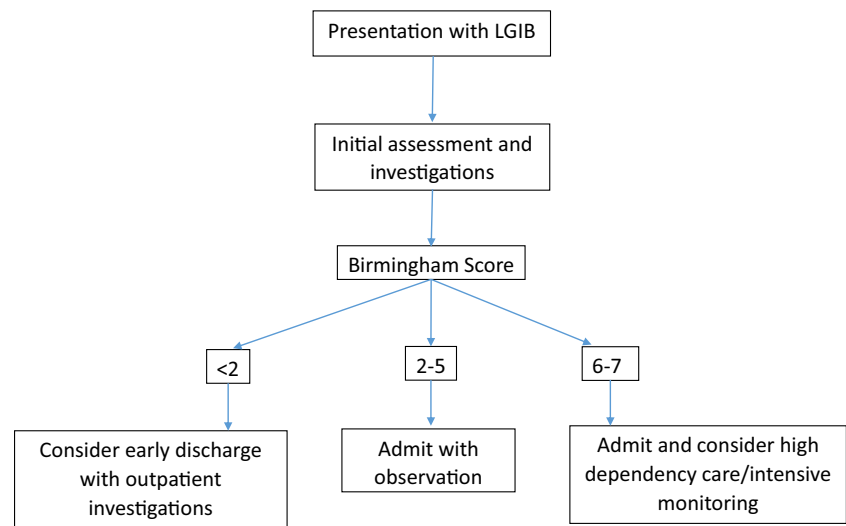 Presentation with LGIB
Initial assessment and
investigations
Birmingham Score
<2
2-5
6-7
Consider early discharge
with outpatient
investigations
Admit with
observation
Admit and consider high
dependency care/intensive
monitoring